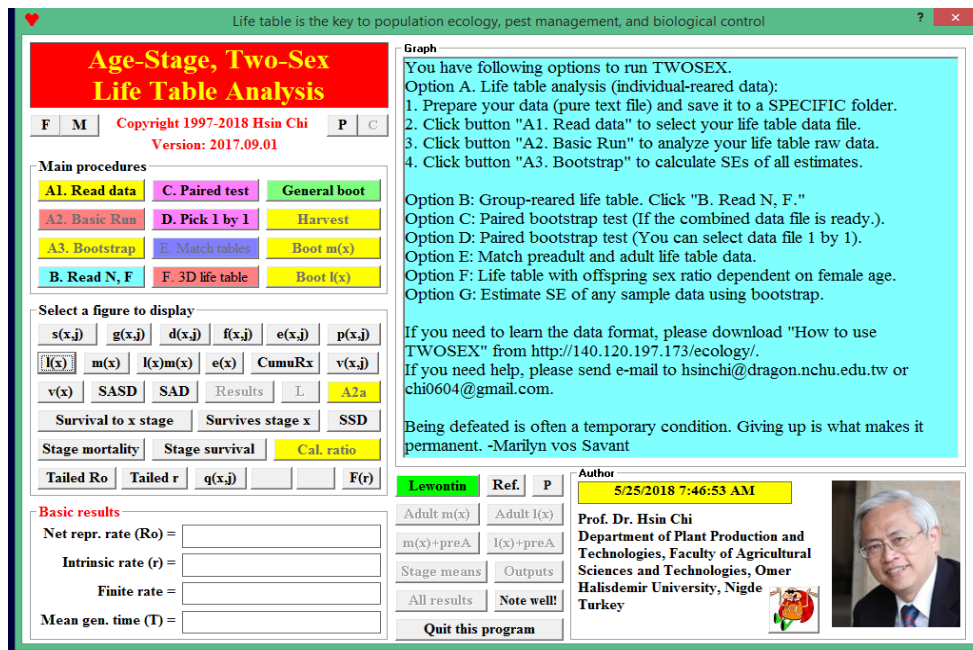 Life table is the key to population ecology, pest management, and biological control
?
×
Age-Stage, Two-Sex
Life Table Analysis
F M Copyright 1997-2018 Hsin Chi P C
Version: 2017.09.01
Main procedures
A1. Read data C. Paired test General boot
A2. Basic Run D. Pick 1 by 1 Harvest
A3. Bootstrap E. Match tables Boot m(x)
B. Read N, F F. 3D life table Boot l(x)
Select a figure to display
s(x,j) g(x,j) d(x,j) f(x,j) e(x,j) p(x,j)
l(x) m(x) l(x)m(x) e(x) CumuRx v(x,j)
v(x) SASD SAD Results L A2a
Survival to x stage Survives stage x SSD
Stage mortality Stage survival Cal. ratio
Tailed Ro Tailed r q(x,j) F(r)
Basic results
Net repr. rate (Ro) =
Intrinsic rate (r) =
Finite rate =
Mean gen. time (T) =
Graph
You have following options to run TWOSEX.
Option A. Life table analysis (individual-reared data):
1. Prepare your data (pure text file) and save it to a SPECIFIC folder.
2. Click button "A1. Read data" to select your life table data file.
3. Click button "A2. Basic Run" to analyze your life table raw data.
4. Click button "A3. Bootstrap" to calculate SEs of all estimates.
Option B: Group-reared life table. Click "B. Read N, F."
Option C: Paired bootstrap test (If the combined data file is ready.).
Option D: Paired bootstrap test (You can select data file 1 by 1).
Option E: Match preadult and adult life table data.
Option F: Life table with offspring sex ratio dependent on female age.
Option G: Estimate SE of any sample data using bootstrap.
If you need to learn the data format, please download "How to use
TWOSEX" from http://140.120.197.173/ecology/.
If you need help, please send e-mail to hsinchi@dragon.nchu.edu.tw or
chi0604@gmail.com.
Being defeated is often a temporary condition. Giving up is what makes it
permanent. -Marilyn vos Savant
Lewontin Ref. P
Adult m(x) Adult l(x)
m(x)+preA l(x)+preA
Stage means Outputs
All results Note well!
Quit this program
Author
5/25/2018 7:46:53 AM
Prof. Dr. Hsin Chi
Department of Plant Production and
Technologies, Faculty of Agricultural
Sciences and Technologies, Omer
Halisdemir University, Nigde
Turkey